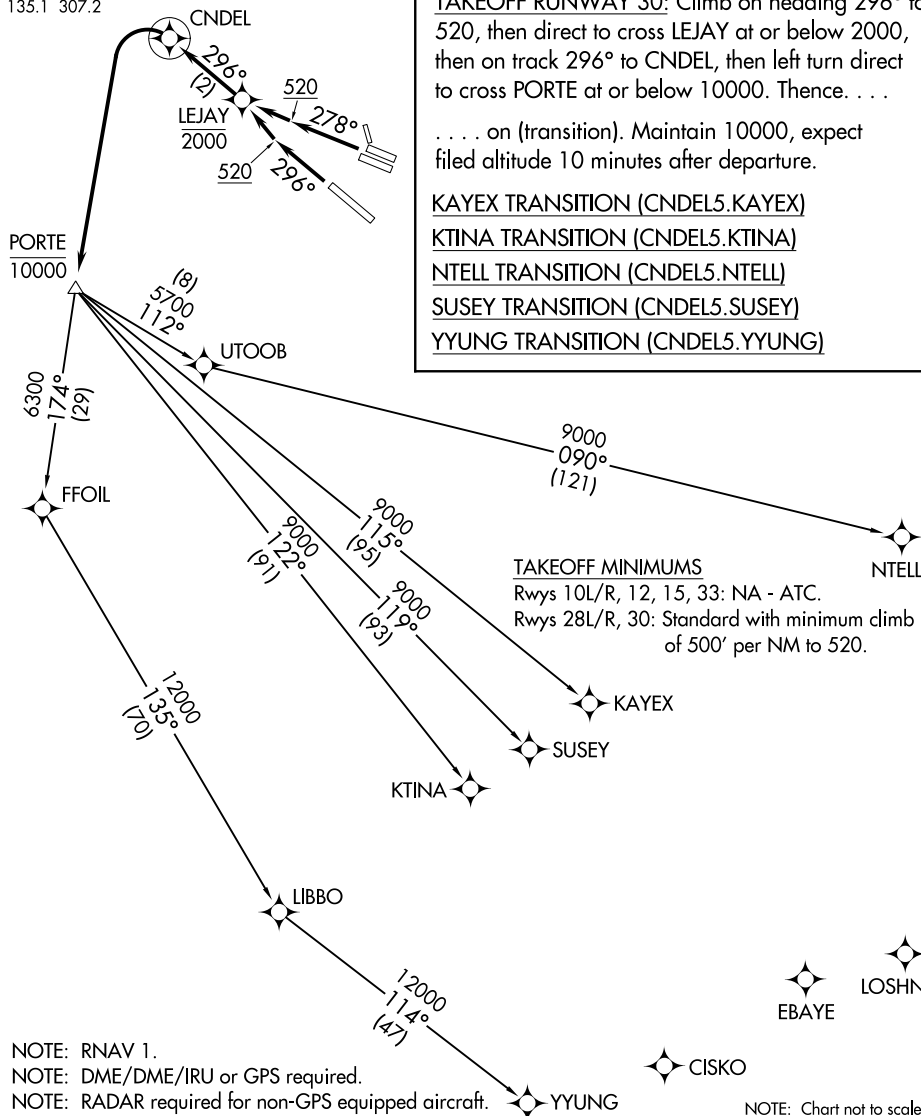 135.1 307.2
CNDEL
TAKEOFF RUNWAY 30: Climb on heading 296° to
520, then direct to cross LEJAY at or below 2000,
then on track 296° to CNDEL, then left turn direct
to cross PORTE at or below 10000. Thence. . . .
. . . . on (transition). Maintain 10000, expect
filed altitude 10 minutes after departure.
KAYEX TRANSITION (CNDEL5.KAYEX)
KTINA TRANSITION (CNDEL5.KTINA)
NTELL TRANSITION (CNDEL5.NTELL)
SUSEY TRANSITION (CNDEL5.SUSEY)
YYUNG TRANSITION (CNDEL5.YYUNG)
296°
(2)
LEJAY
2000
520
278°
520
296°
PORTE
10000
(8)
5700
112°
UTOOB
6300
174°
(29)
FFOIL
9000
090°
(121)
NTELL
9000
115°
(95)
9000
122°
(91)
9000
119°
(93)
TAKEOFF MINIMUMS
Rwys 10L/R, 12, 15, 33: NA - ATC.
Rwys 28L/R, 30: Standard with minimum climb
of 500' per NM to 520.
KAYEX
SUSEY
KTINA
12000
135°
(70)
LIBBO
12000
114°
(47)
LOSHN
EBAYE
CISKO
YYUNG
NOTE: RNAV 1.
NOTE: DME/DME/IRU or GPS required.
NOTE: RADAR required for non-GPS equipped aircraft.
NOTE: Chart not to scale